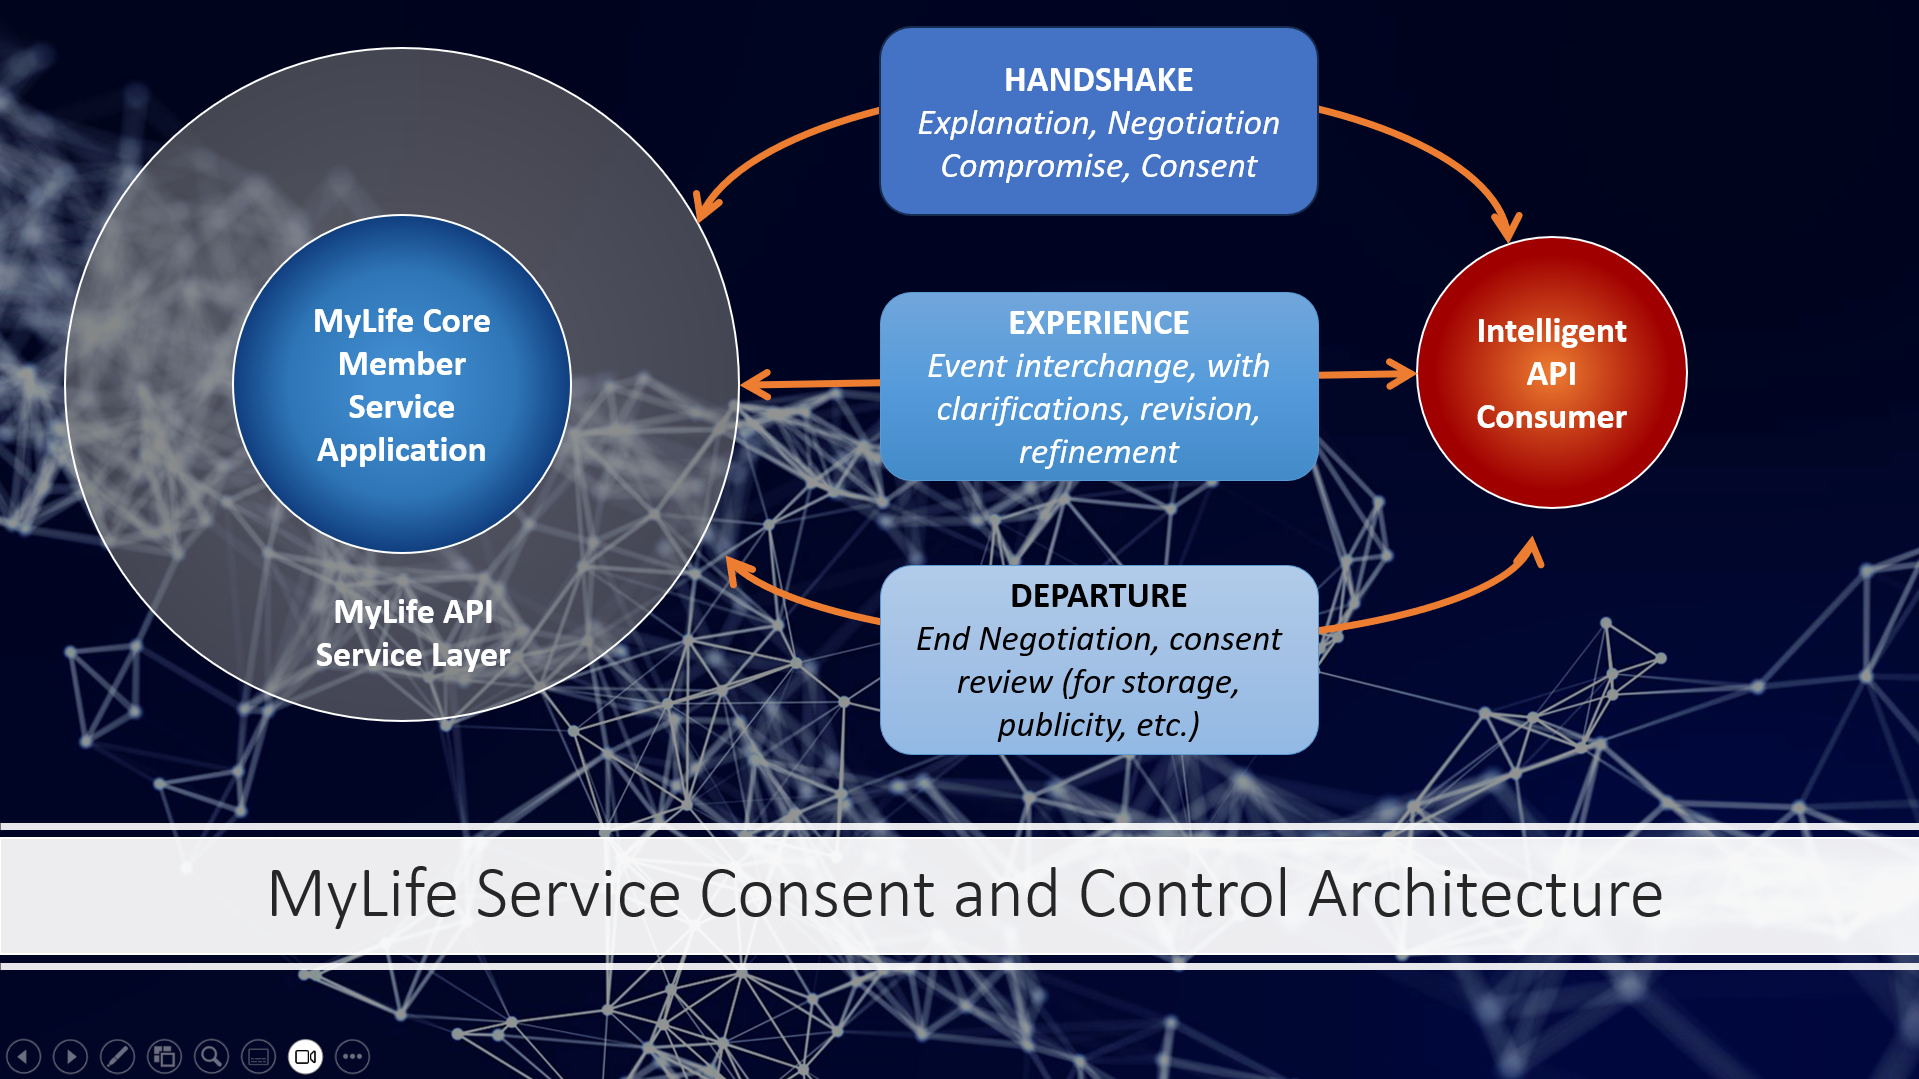 HANDSHAKE
Explanation, Negotiation
Compromise, Consent
MyLife Core
Member
Service
Application
MyLife API
Service Layer
EXPERIENCE
Event interchange, with
clarifications, revision,
refinement
Intelligent
API
Consumer
DEPARTURE
End Negotiation, consent
review (for storage,
publicity, etc.)
MyLife Service Consent and Control Architecture